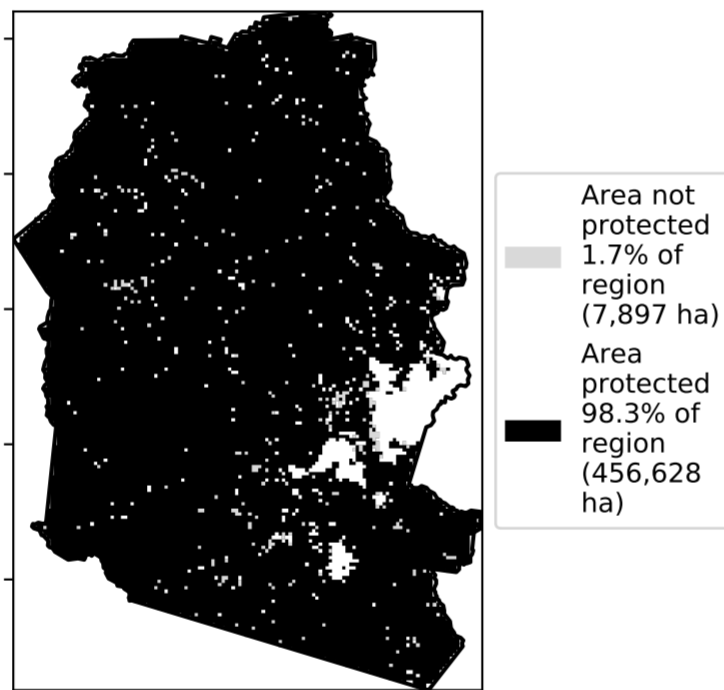 Area not
protected
1.7% of
region
(7,897 ha)
Area
protected
98.3% of
region
(456,628
ha)